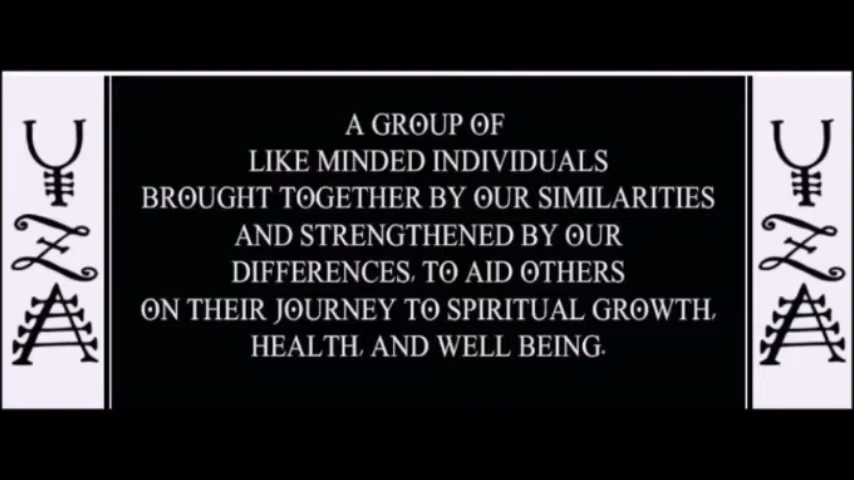 A GROUP OF
LIKE MINDED INDIVIDUALS
BROUGHT TOGETHER BY OUR SIMILARITIES
AND STRENGTHENED BY OUR
DIFFERENCES, TO AID OTHERS
ON THEIR JOURNEY TO SPIRITUAL GROWTH,
HEALTH, AND WELL BEING.